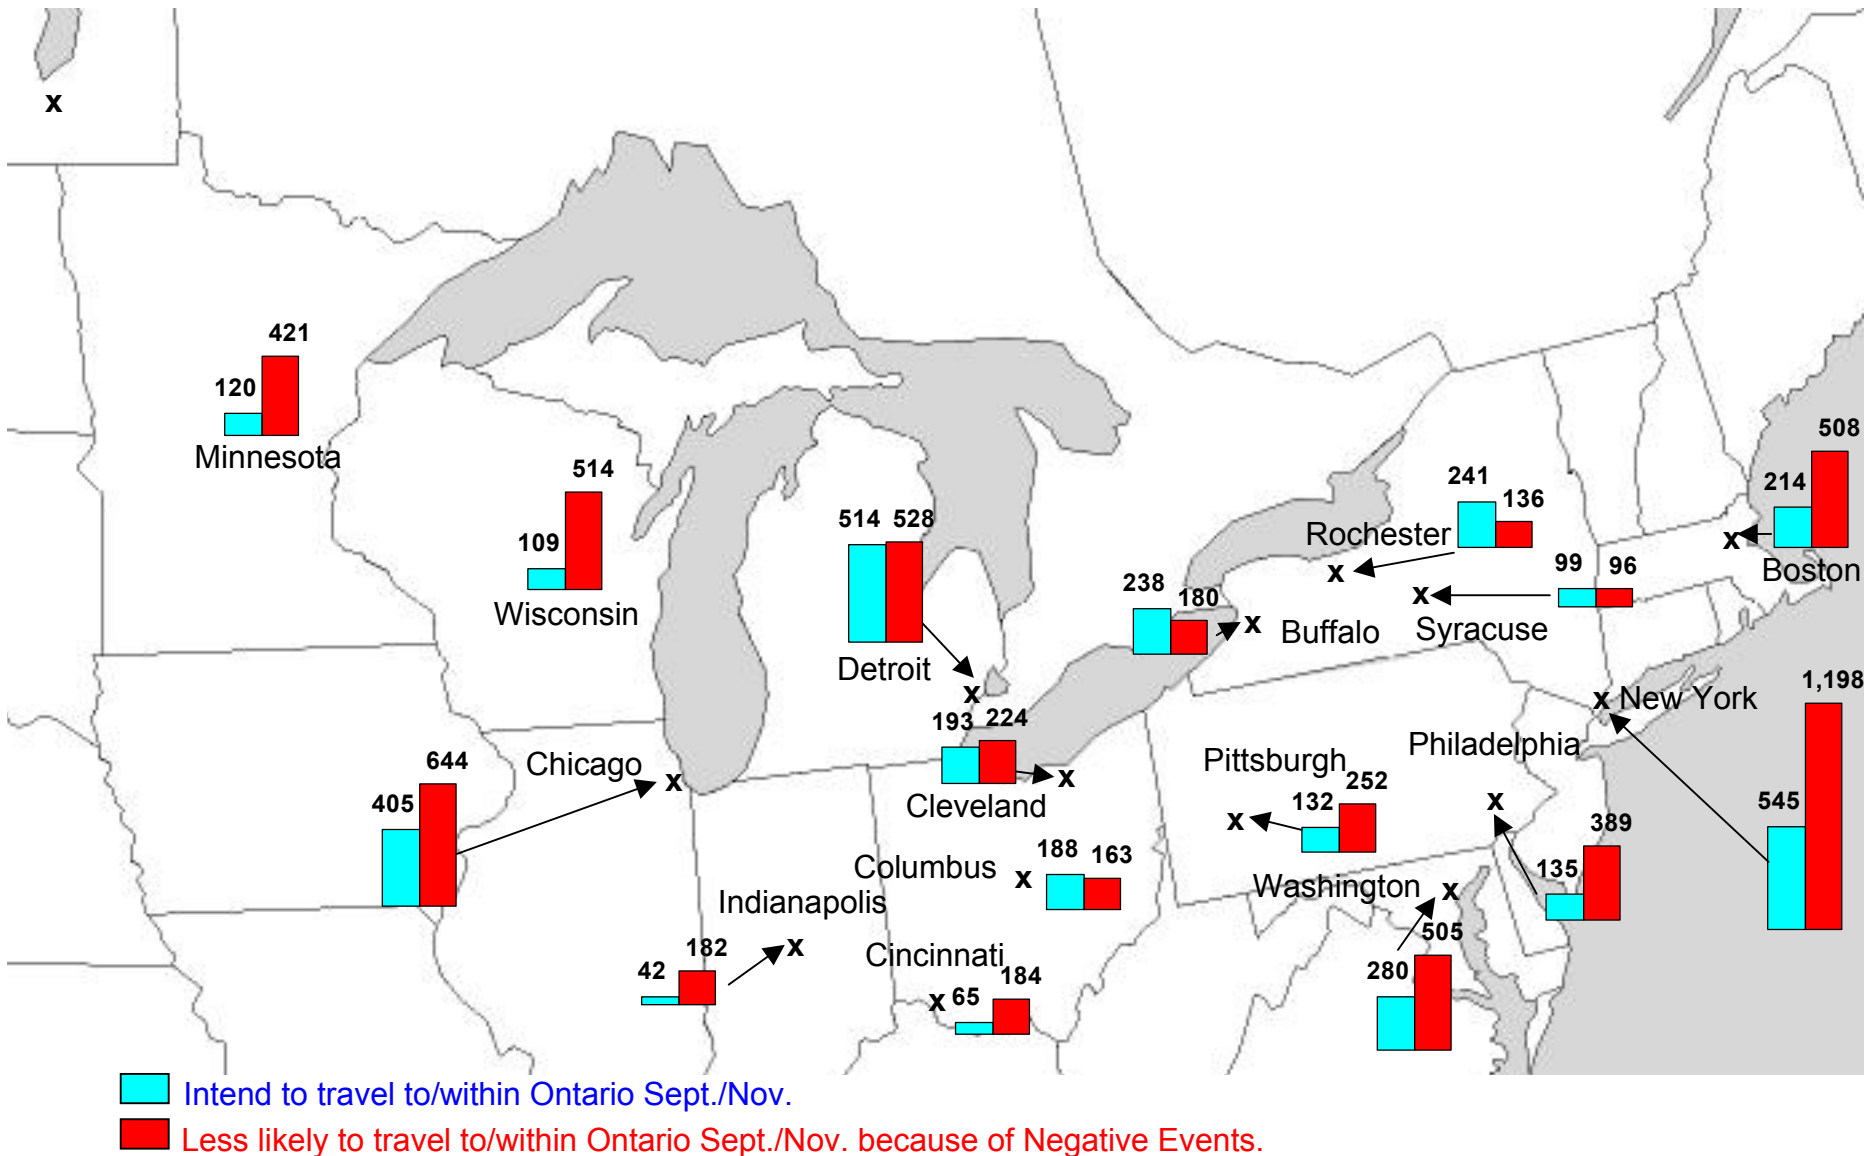 x
421
120
Minnesota
514
109
Wisconsin
514 528
Detroit
x
193 224
Cleveland
x
238
180
x
Buffalo
241
136
Rochester
x
99 96
x
Syracuse
508
214
x
Boston
1,198
x New York
545
Philadelphia
x
389
135
Pittsburgh
252
132
x
Washington
x
505
280
644
405
Chicago
x
Columbus
x
188 163
Indianapolis
x
182
42
Cincinnati
x
65
184
Intend to travel to/within Ontario Sept./Nov.
Less likely to travel to/within Ontario Sept./Nov. because of Negative Events.